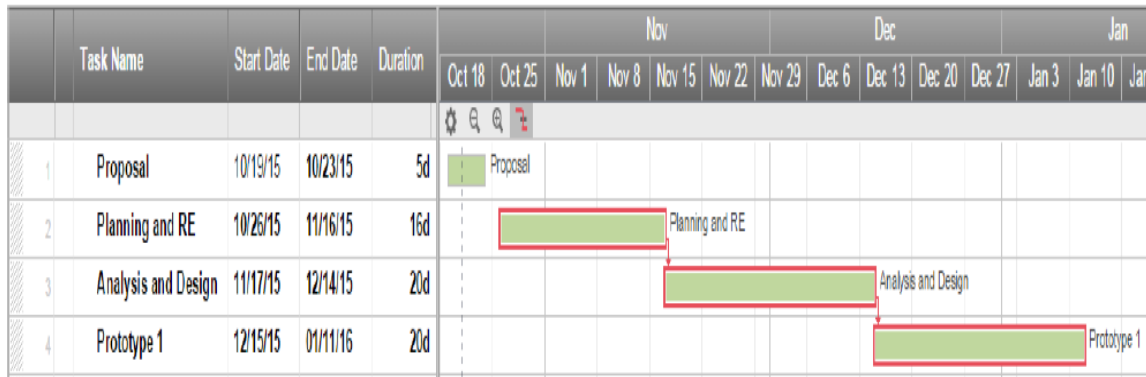 Nov Dec Jan
Task Name Start Date End Date Duration
Oct 18 Oct 25 Nov 1 Nov 8 Nov 15 Nov 22 Nov 29 Dec 6 Dec 13 Dec 20 Dec 27 Jan 3 Jan 10 Jan
1 Proposal 10/19/15 10/23/15 5d Proposal
2 Planning and RE 10/26/15 11/16/15 16d Planning and RE
3 Analysis and Design 11/17/15 12/14/15 20d Analysis and Design
4 Prototype 1 12/15/15 01/11/16 20d Prototype 1